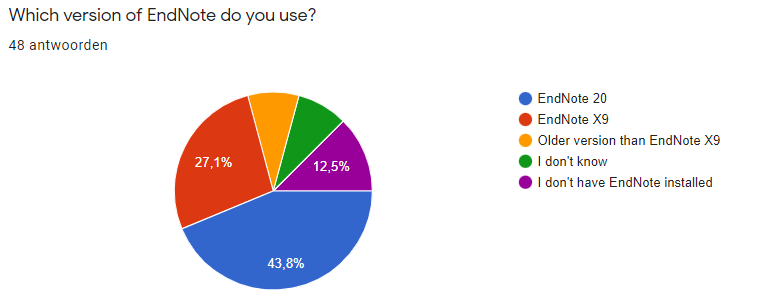 Which version of EndNote do you use?
48 antwoorden
EndNote 20
EndNote X9
Older version than EndNote X9
I don't know
I don't have EndNote installed
27,1%
12,5%
43,8%